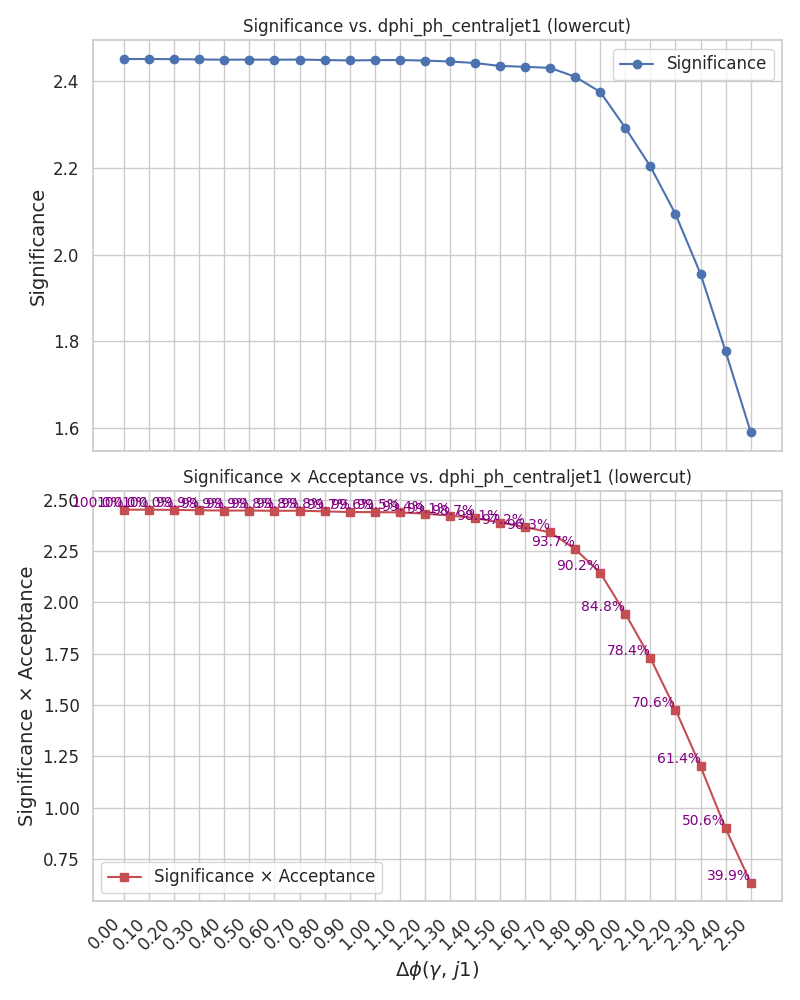 Significance vs. dphi_ph_centraljet1 (lowercut)
Significance
Significance
2.4
2.2
2.0
1.8
1.6
Significance × Acceptance vs. dphi_ph_centraljet1 (lowercut)
Significance × Acceptance
2.50
2.25
2.00
1.75
1.50
1.25
1.00
0.75
96.3%
93.7%
90.2%
84.8%
78.4%
70.6%
61.4%
50.6%
39.9%
Significance × Acceptance
0.00 0.10 0.20 0.30 0.40 0.50 0.60 0.70 0.80 0.90 1.00 1.10 1.20 1.30 1.40 1.50 1.60 1.70 1.80 1.90 2.00 2.10 2.20 2.30 2.40 2.50
Δϕ(γ, j1)